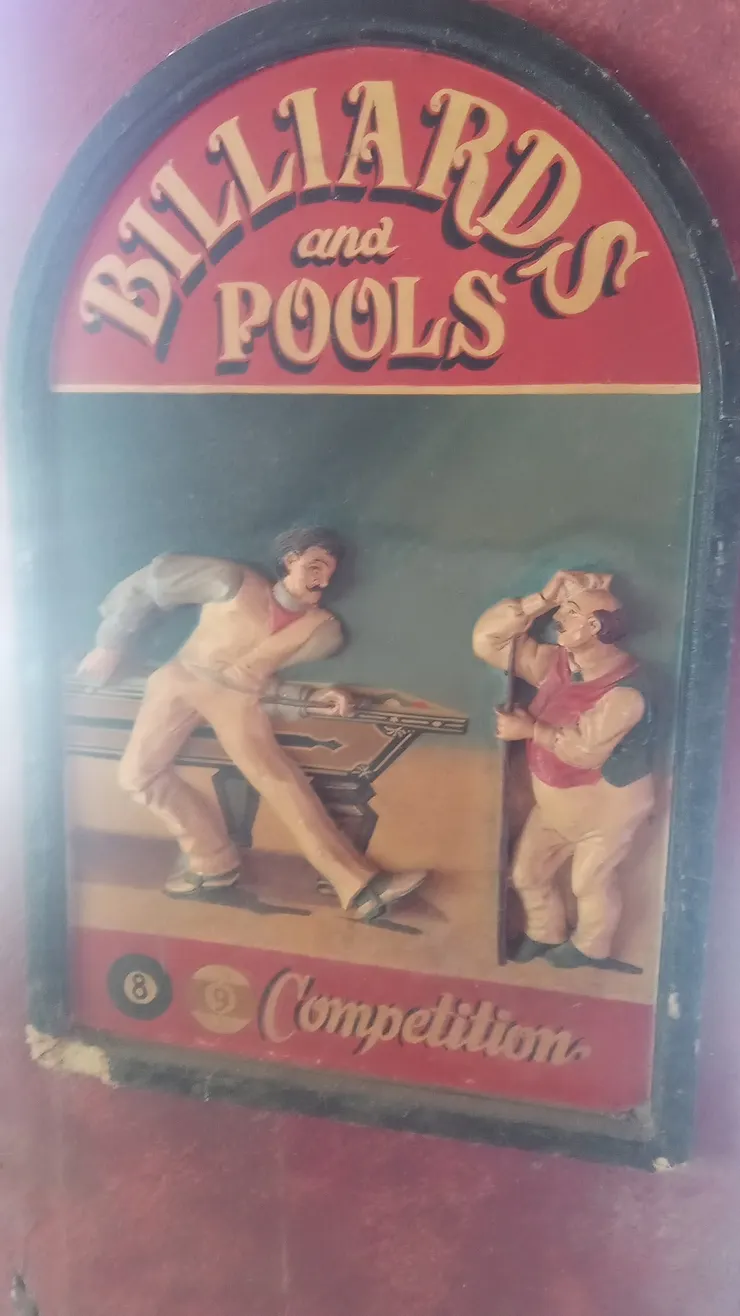 BILLIARDS
and
POOLS
8 9 Competition